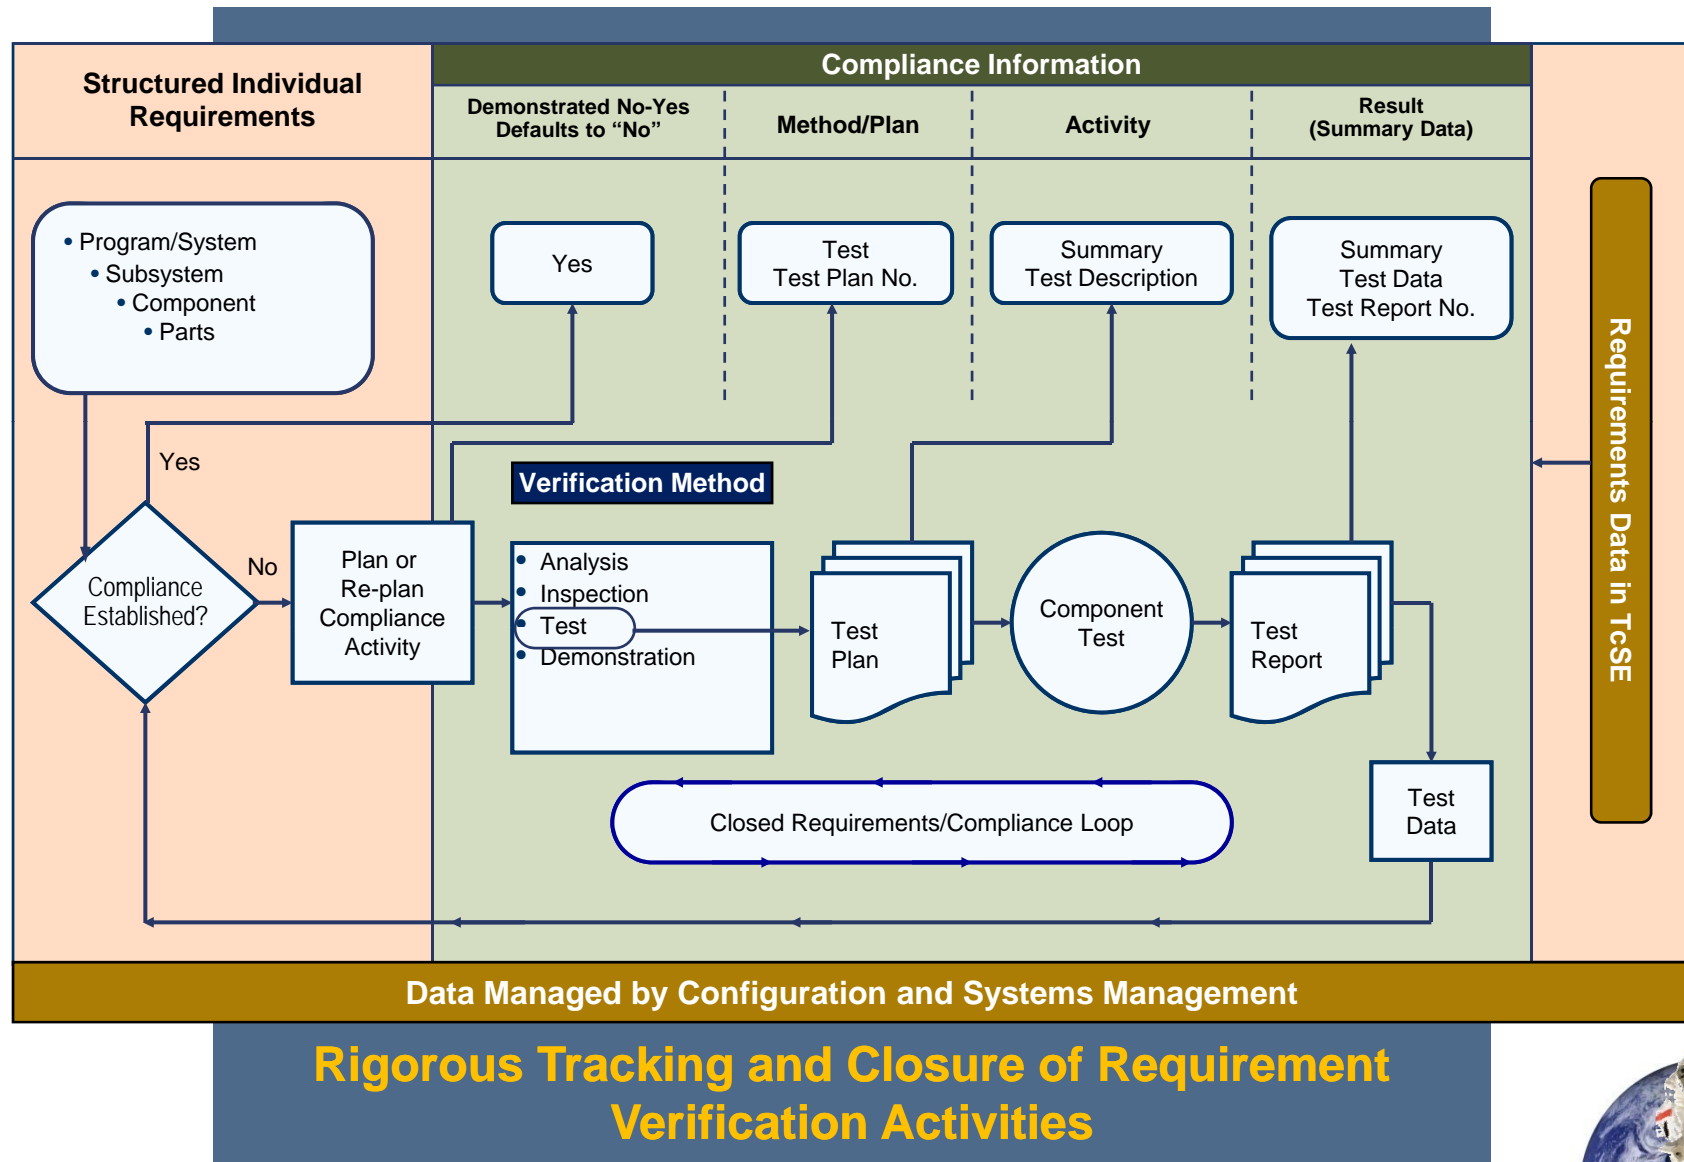 Structured Individual
Requirements
Compliance Information
Demonstrated No-Yes
Defaults to “No”
Method/Plan
Activity
Result
(Summary Data)
• Program/System
• Subsystem
• Component
• Parts
Yes
Test
Test Plan No.
Summary
Test Description
Summary
Test Data
Test Report No.
Requirements Data in TcSE
Yes
Verification Method
Compliance
Established?
No
Plan or
Re-plan
Compliance
Activity
• Analysis
• Inspection
• Test
• Demonstration
Test
Plan
Component
Test
Test
Report
Test
Data
Closed Requirements/Compliance Loop
Data Managed by Configuration and Systems Management
Rigorous Tracking and Closure of Requirement
Verification Activities